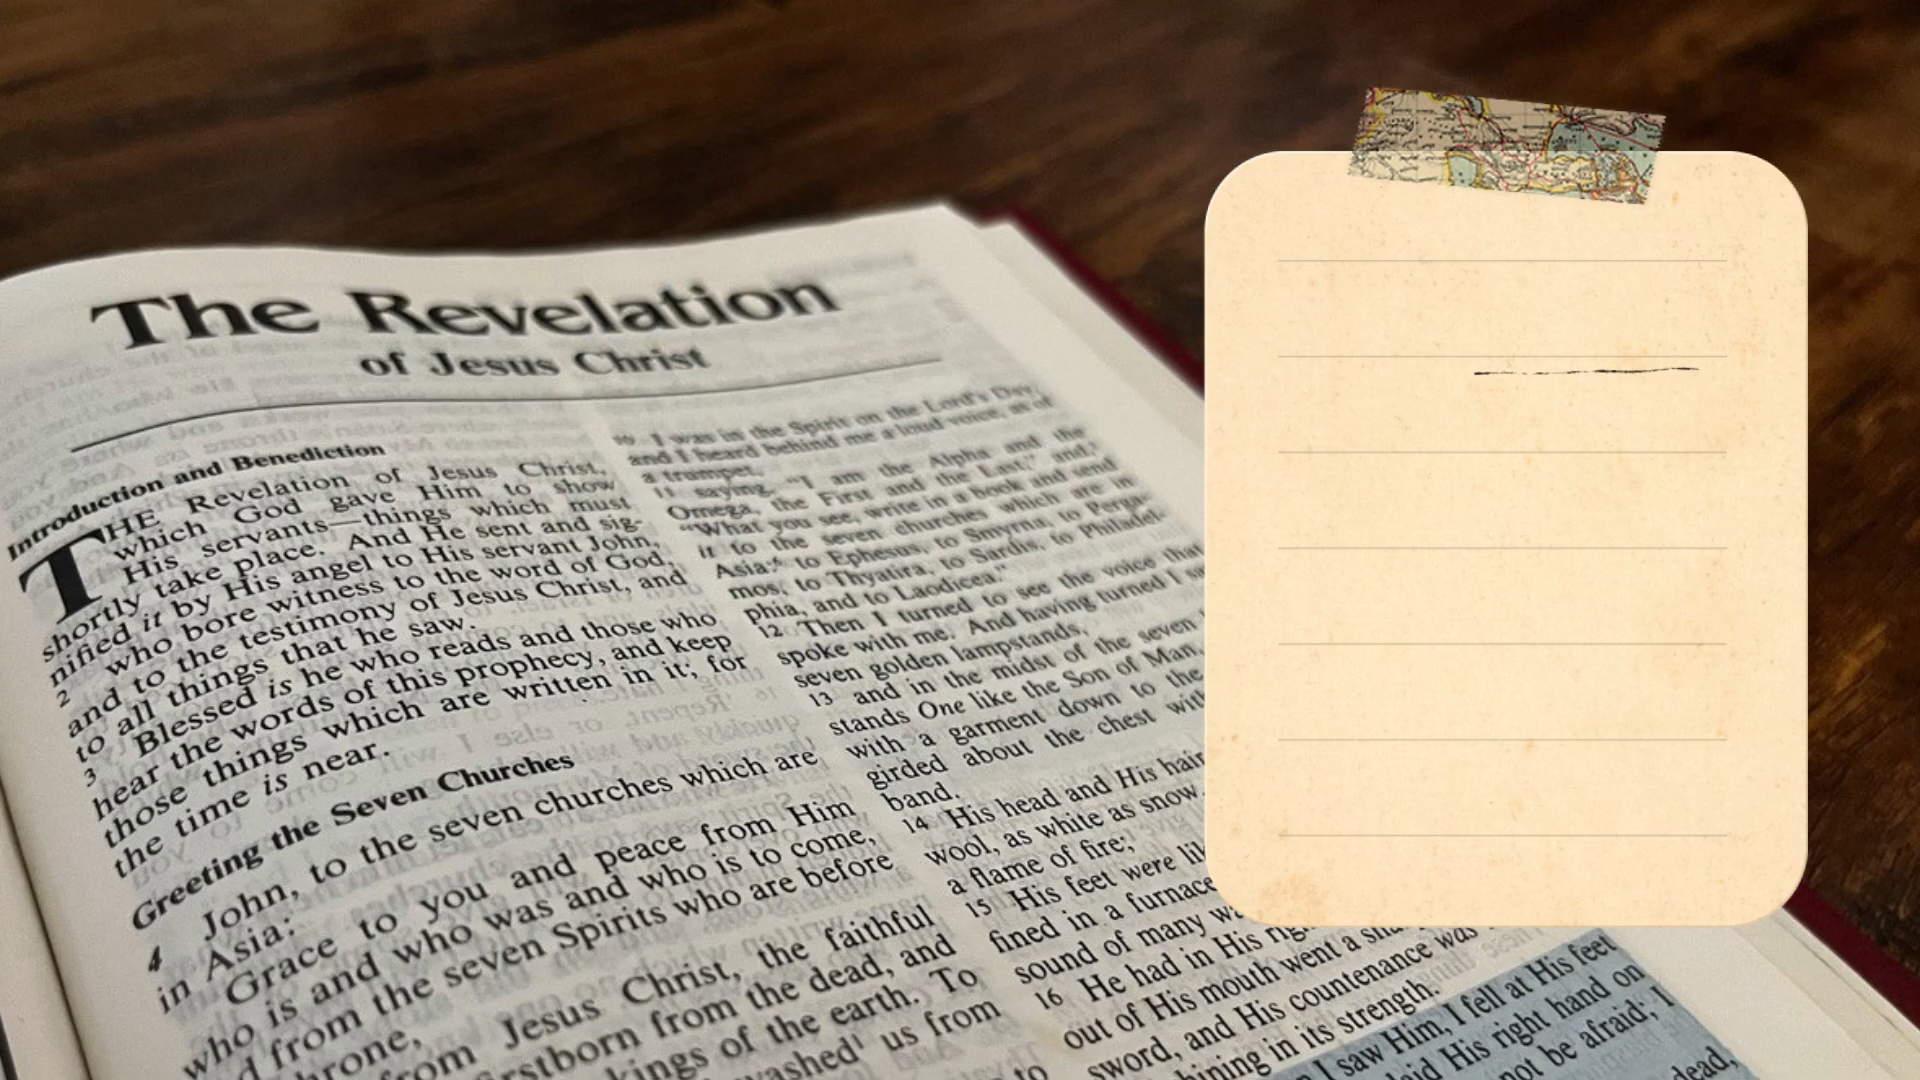 The Revelation
of Jesus Christ
Introduction and Benediction
THE Revelation of Jesus Christ,
which God gave Him to show
His servants—things which must
shortly take place. And He sent and sig-
nified it by His angel to His servant John,
2 who bore witness to the word of God,
and to the testimony of Jesus Christ, and
to all things that he saw.
3 Blessed is he who reads and those who
hear the words of this prophecy, and keep
those things which are written in it; for
the time is near.
Greeting the Seven Churches
4 John, to the seven churches which are
in Asia:
Grace to you and peace from Him
who is and who was and who is to come,
and from the seven Spirits who are before
throne,
from Jesus Christ, the faithful
firstborn from the dead, and
kings of the earth. To
washed us from
10 I was in the Spirit on the Lord's Day,
and I heard behind me a loud voice, as of
a trumpet,
11 saying, "I am the Alpha and the
Omega, the First and the Last," and,
"What you see, write in a book and send
it to the seven churches which are in
Asia: to Ephesus, to Smyrna, to Perga-
mos, to Thyatira, to Sardis, to Philadel-
phia, and to Laodicea."
12 Then I turned to see the voice that
spoke with me. And having turned I
seven golden lampstands,
13 and in the midst of the seven
stands One like the Son of Man,
with a garment down to the
girded about the chest with
band.
14 His head and His hair
wool, as white as snow,
a flame of fire;
15 His feet were
fined in a furnace
sound of many
16 He had in His
out of His mouth went a
sword, and His countenance was
shining in its strength.
I saw Him, I fell at His feet
laid His right hand on
not be afraid; I
dead,